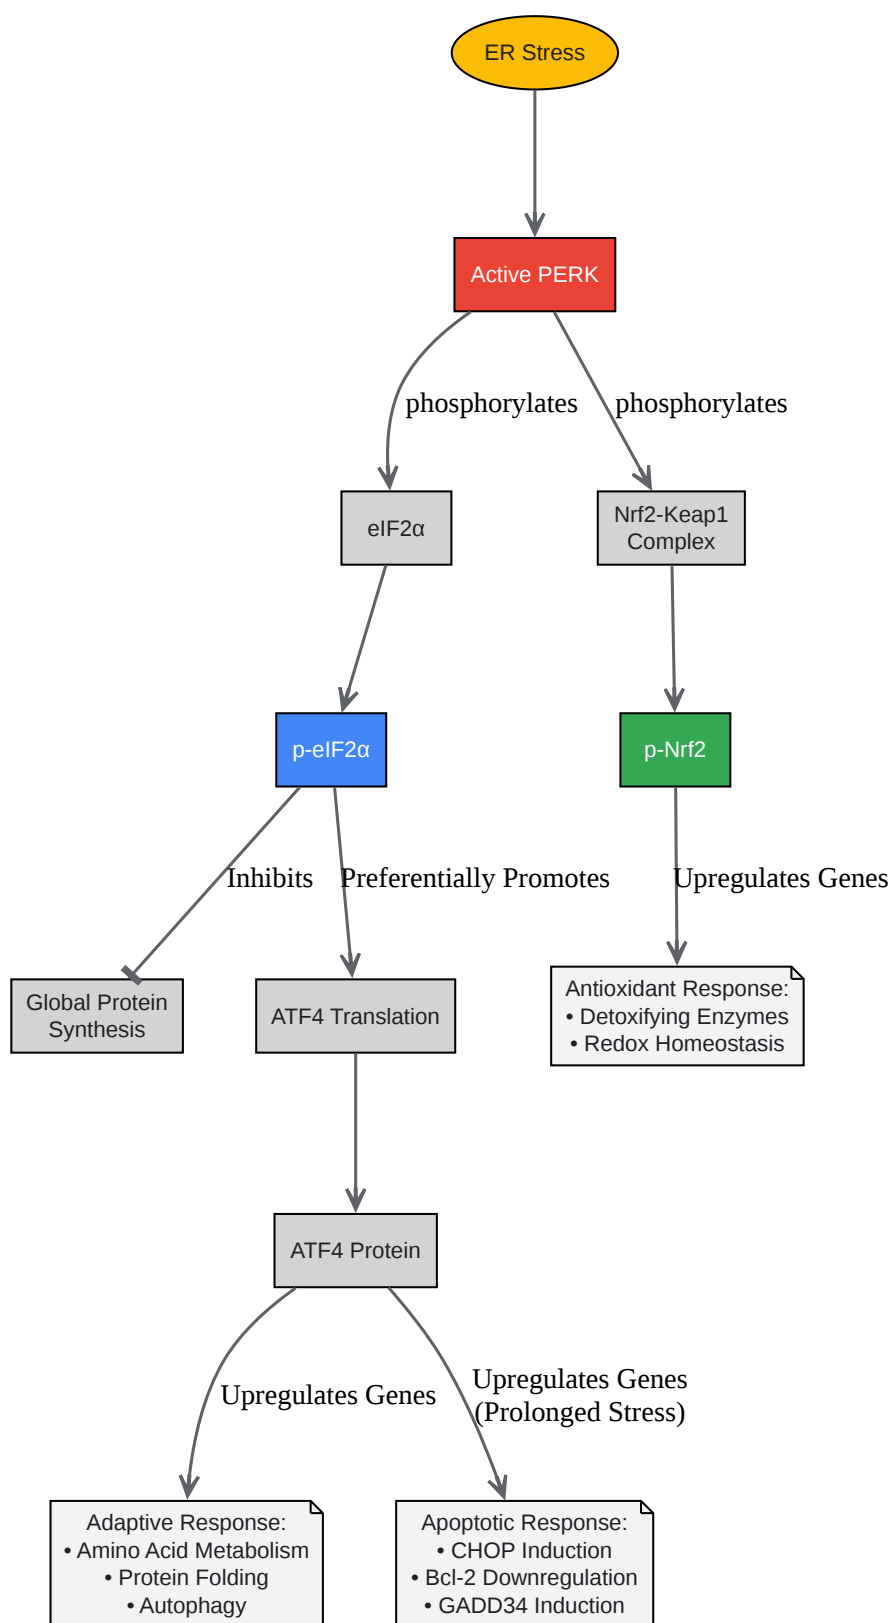 ER Stress
Active PERK
phosphorylates
phosphorylates
eIF2α
Nrf2-Keap1
Complex
p-eIF2α
p-Nrf2
Inhibits
Preferentially Promotes
Upregulates Genes
Global Protein
Synthesis
ATF4 Translation
Antioxidant Response:
• Detoxifying Enzymes
• Redox Homeostasis
ATF4 Protein
Upregulates Genes
Upregulates Genes
(Prolonged Stress)
Adaptive Response:
• Amino Acid Metabolism
• Protein Folding
• Autophagy
Apoptotic Response:
• CHOP Induction
• Bcl-2 Downregulation
• GADD34 Induction